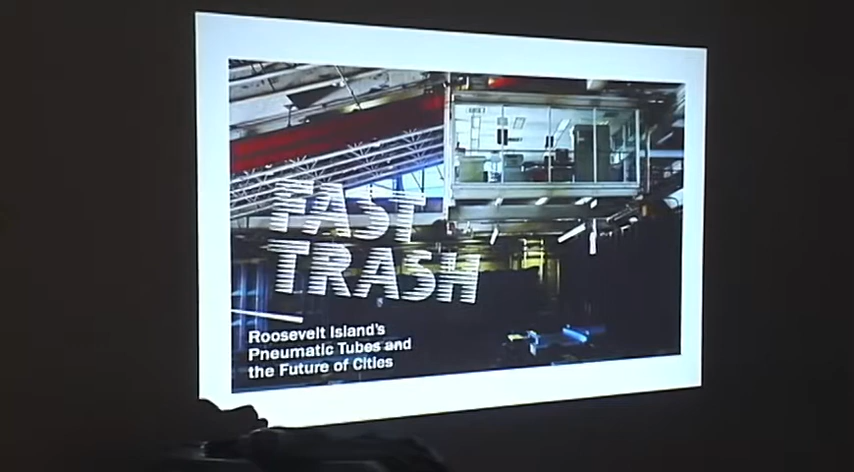 FAST
TRASH
Roosevelt Island's
Pneumatic Tubes and
the Future of Cities